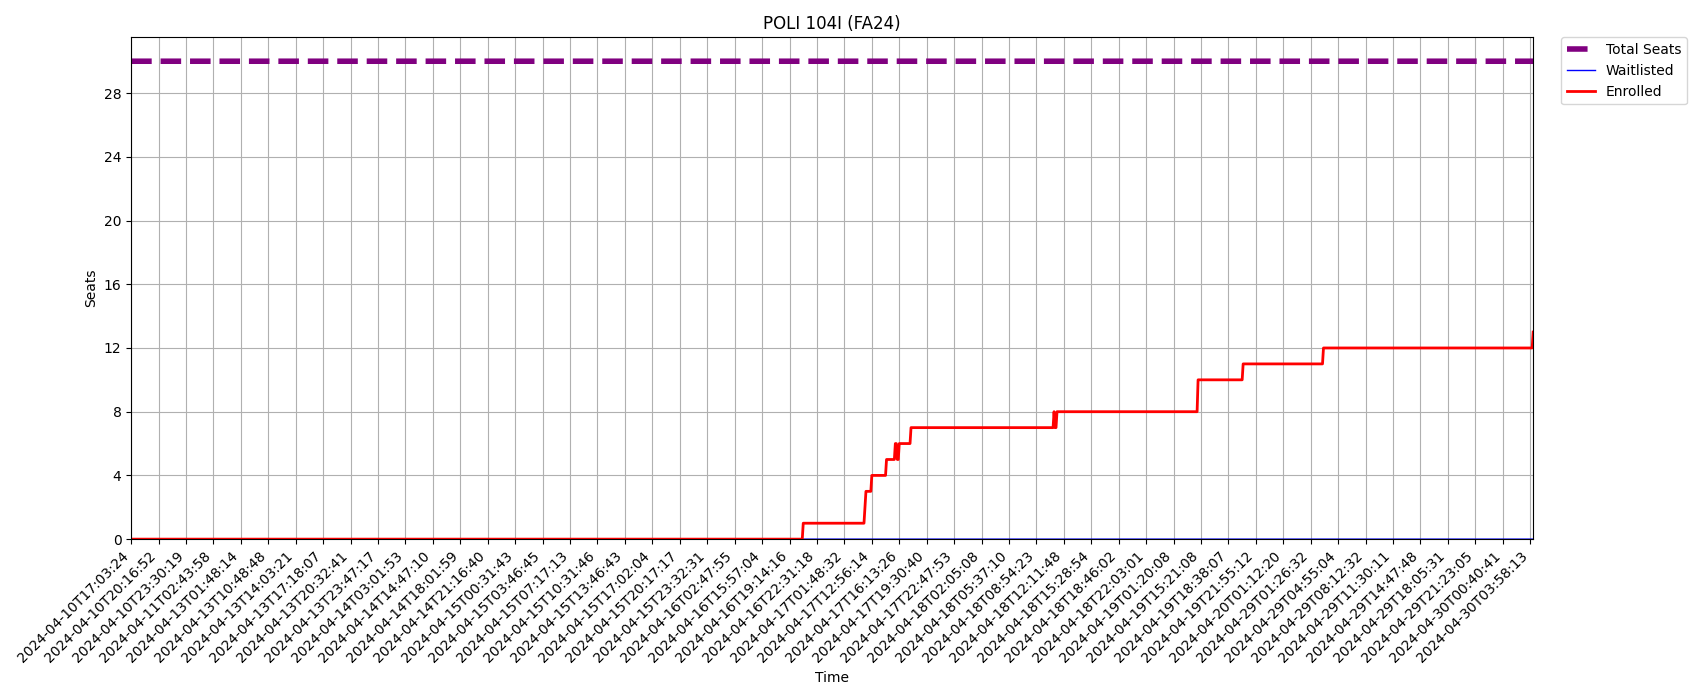 POLI 104I (FA24)
Total Seats
Waitlisted
Enrolled
Seats
28
24
20
16
12
8
4
0
2024-04-10T17:03:24
2024-04-10T20:16:52
2024-04-10T23:30:19
2024-04-11T02:43:58
2024-04-13T01:48:14
2024-04-13T10:48:48
2024-04-13T14:03:21
2024-04-13T17:18:07
2024-04-13T20:32:41
2024-04-13T23:47:17
2024-04-14T03:01:53
2024-04-14T14:47:10
2024-04-14T18:01:59
2024-04-14T21:16:40
2024-04-15T00:31:43
2024-04-15T03:46:45
2024-04-15T07:17:13
2024-04-15T10:31:46
2024-04-15T13:46:43
2024-04-15T17:02:04
2024-04-15T20:17:17
2024-04-15T23:32:31
2024-04-16T02:47:55
2024-04-16T15:57:04
2024-04-16T19:14:16
2024-04-16T22:31:18
2024-04-17T01:48:32
2024-04-17T12:56:14
2024-04-17T16:13:26
2024-04-17T19:30:40
2024-04-17T22:47:53
2024-04-18T02:05:08
2024-04-18T05:37:10
2024-04-18T08:54:23
2024-04-18T12:11:48
2024-04-18T15:28:54
2024-04-18T18:46:02
2024-04-18T22:03:01
2024-04-19T01:20:08
2024-04-19T15:21:08
2024-04-19T18:38:07
2024-04-19T21:55:12
2024-04-20T01:12:20
2024-04-29T01:26:32
2024-04-29T04:55:04
2024-04-29T08:12:32
2024-04-29T11:30:11
2024-04-29T14:47:48
2024-04-29T18:05:31
2024-04-29T21:23:05
2024-04-30T00:40:41
2024-04-30T03:58:13
Time